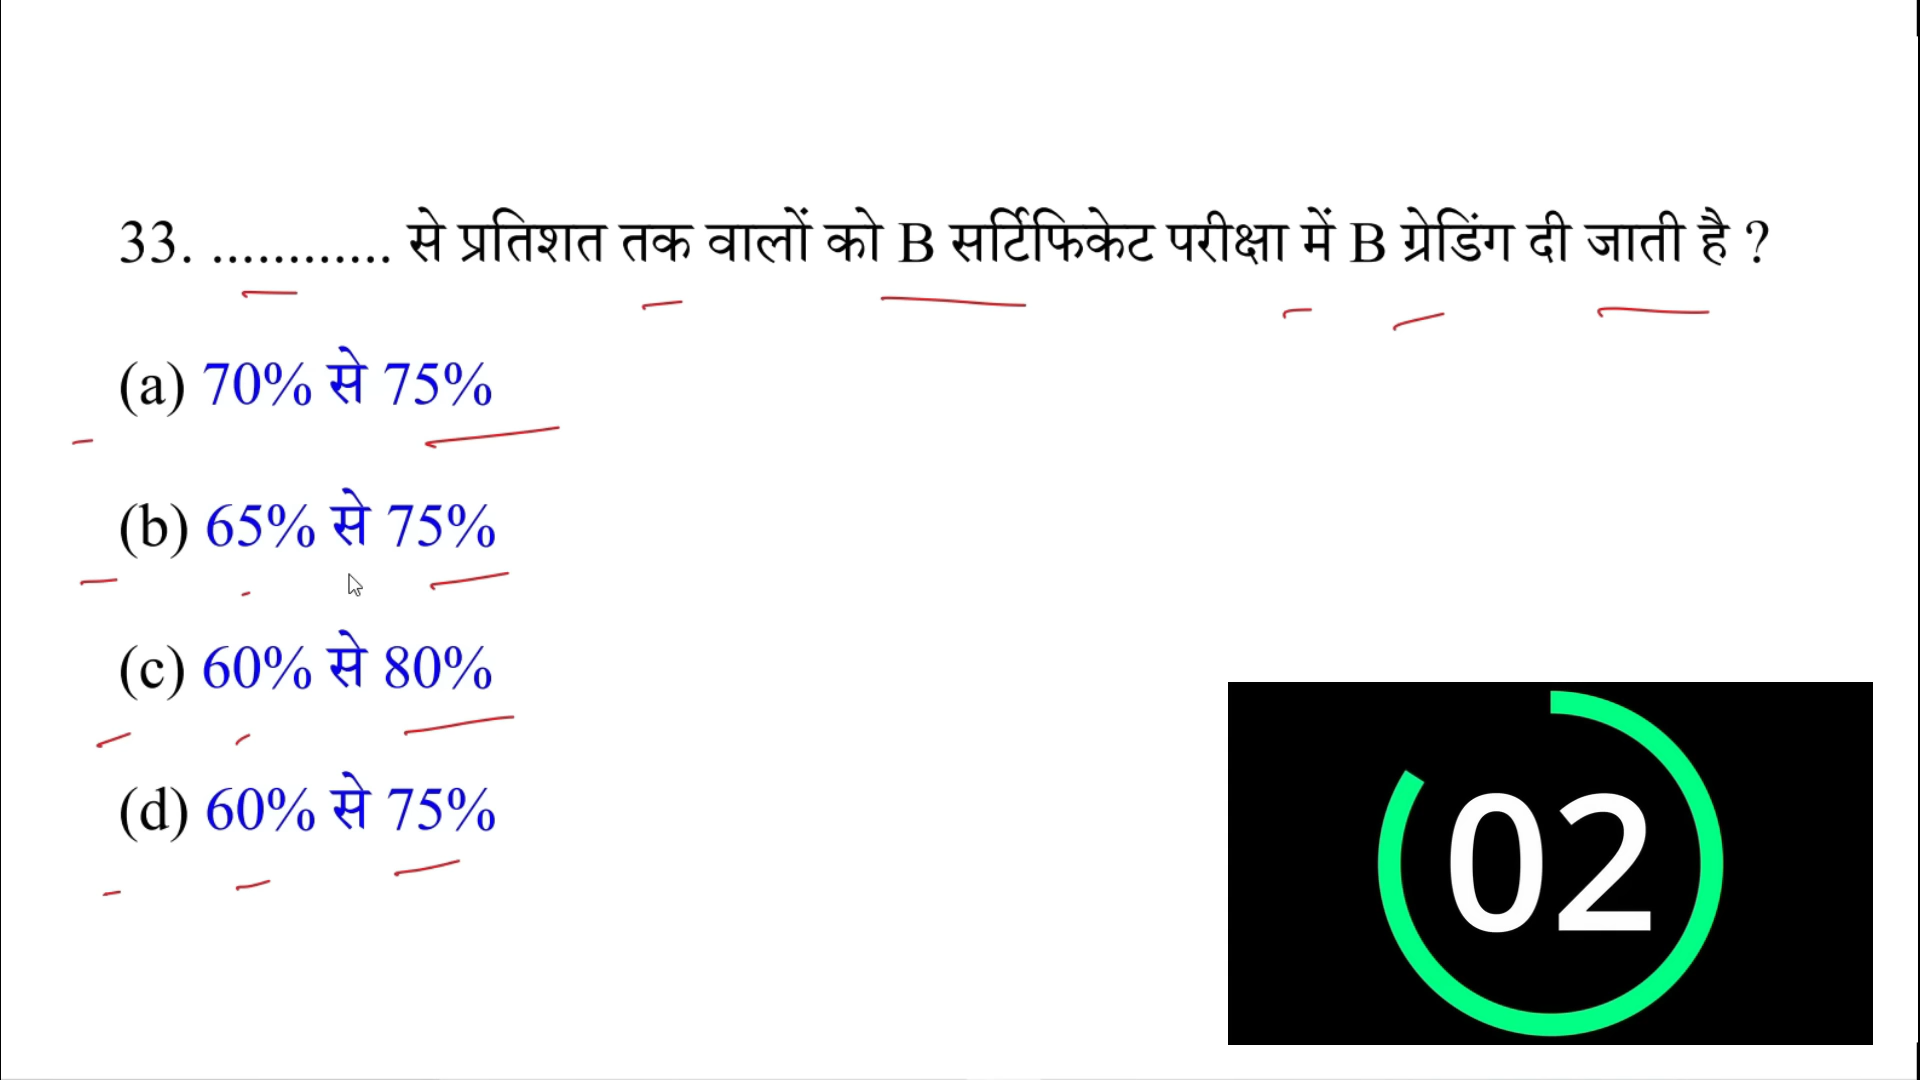 33. ............ से प्रतिशत तक वालों को B सर्टिफिकेट परीक्षा में B ग्रेडिंग दी जाती है ?
(a) 70% से 75%
(b) 65% से 75%
(c) 60% से 80%
(d) 60% से 75%
02